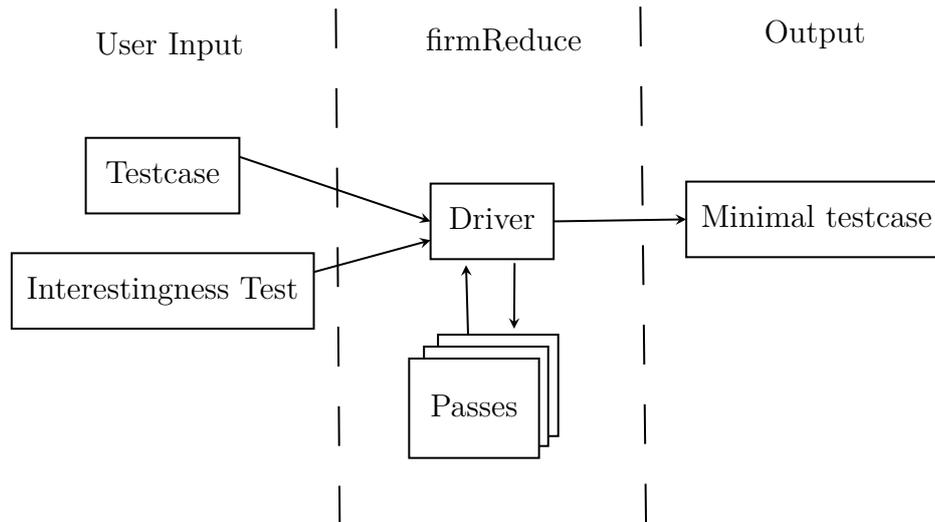 User Input
firmReduce
Output
Testcase
Driver
Minimal testcase
Interestingness Test
Passes